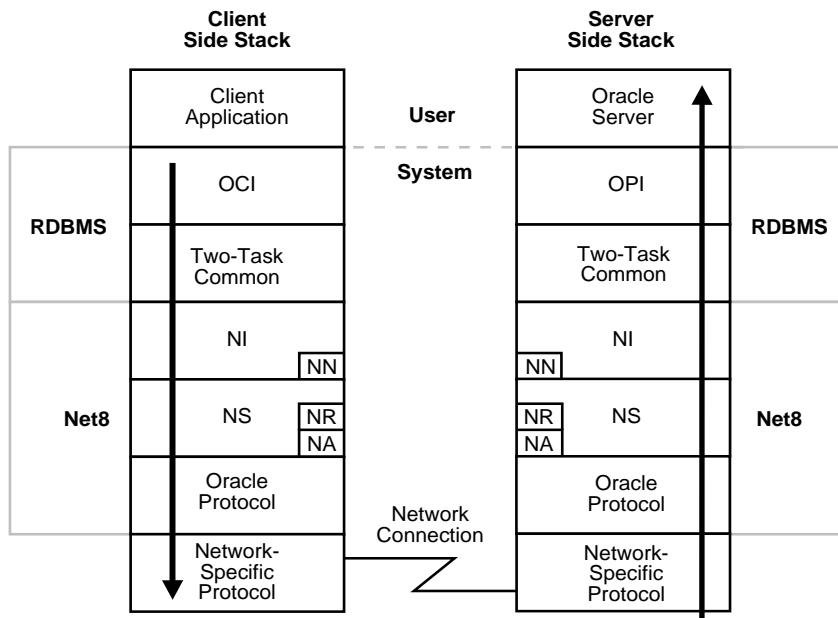 Client
Side Stack
Server
Side Stack
Client
Application
User
Oracle
Server
System
OCI
OPI
RDBMS
RDBMS
Two-Task
Common
Two-Task
Common
NI
NN
NI
NN
Net8
NS
NR
NA
NS
NR
NA
Net8
Oracle
Protocol
Oracle
Protocol
Network
Connection
Network-
Specific
Protocol
Network-
Specific
Protocol